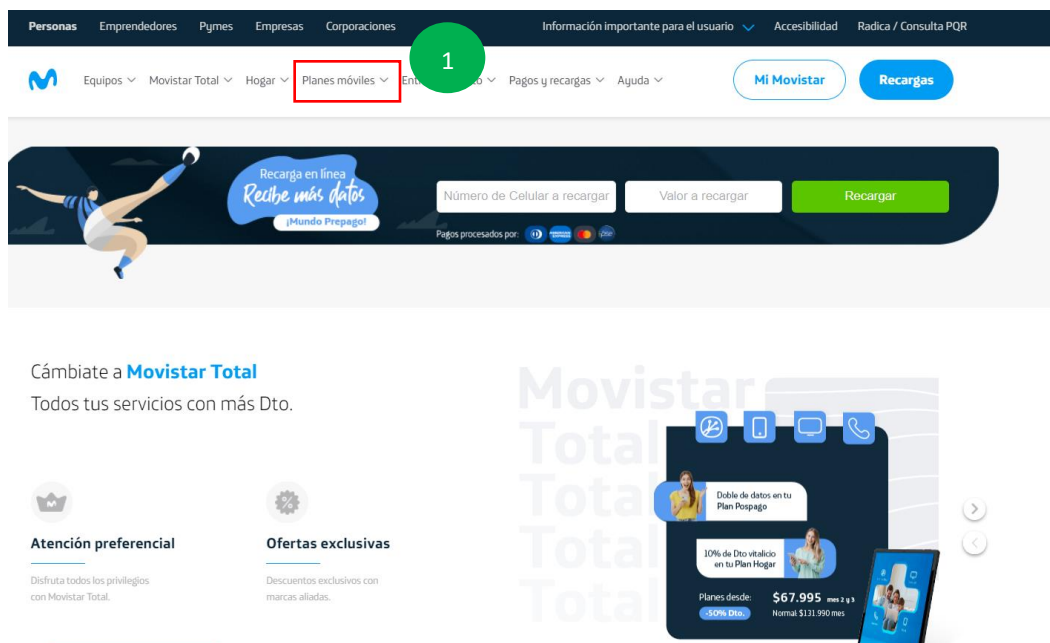 Personas Emprendedores Pymes Empresas Corporaciones Información importante para el usuario Accesibilidad Radica / Consulta PQR
1
Equipos Movistar Total Hogar Planes móviles Pagos y recargas Ayuda Mi Movistar Recargas
Recarga en línea
Recibe más datos
¡Mundo Prepago!
Número de Celular a recargar Valor a recargar Recargar
Pagos procesados por:
Cámbiate a Movistar Total
Todos tus servicios con más Dto.
Atención preferencial
Disfruta todos los privilegios
con Movistar Total.
Ofertas exclusivas
Descuentos exclusivos con
marcas aliadas.
Movistar
Total
Total
Total
Total
Doble de datos en tu
Plan Pospago
10% de Dto vitalicio
en tu Plan Hogar
Planes desde: $67.995 mes 2 y 3
-50% Dto. Normal: $131.990 mes